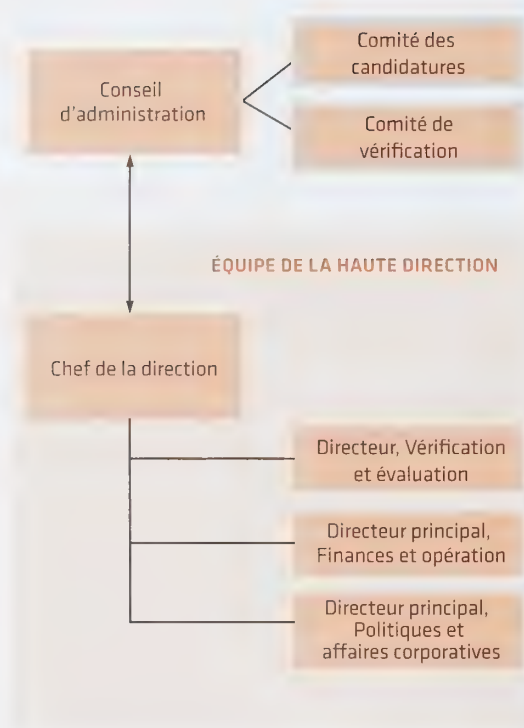 Comité des
candidatures
Conseil
d'administration
Comité de
vérification
ÉQUIPE DE LA HAUTE DIRECTION
Chef de la direction
Directeur, Vérification
et évaluation
Directeur principal,
Finances et opération
Directeur principal,
Politiques et
affaires corporatives